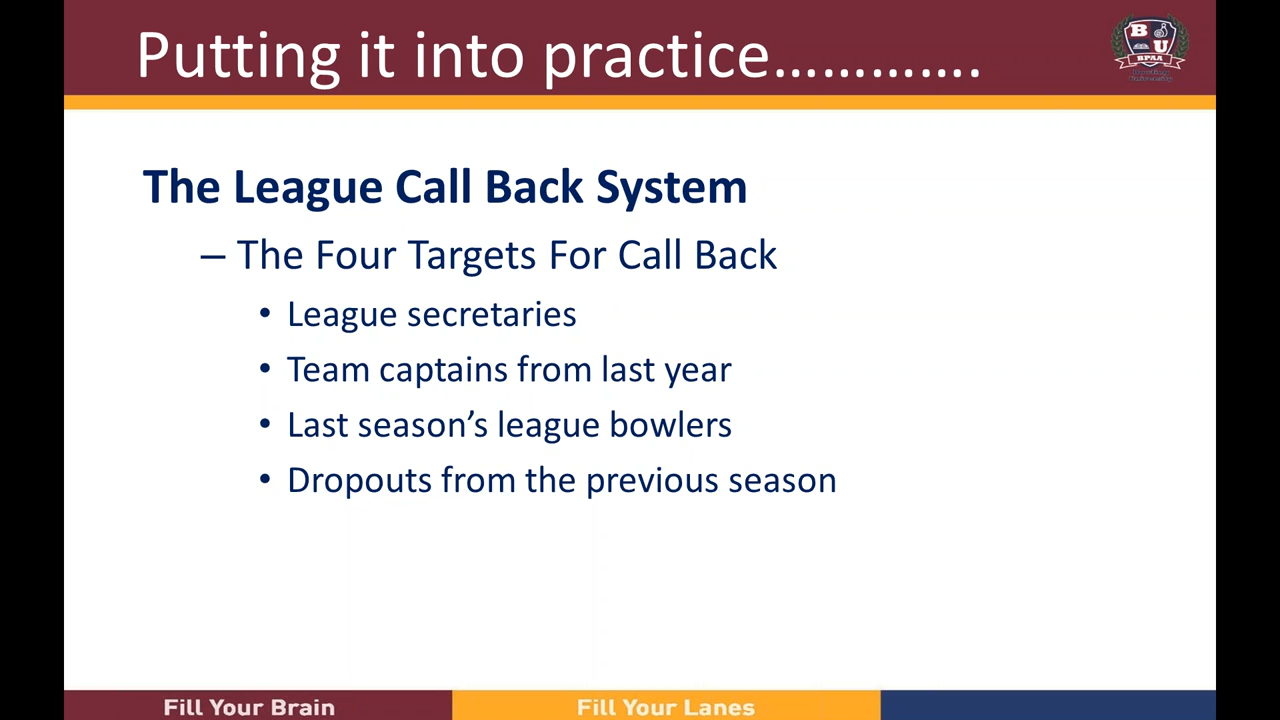 Putting it into practice………….
B U
BPAA
The League Call Back System
– The Four Targets For Call Back
• League secretaries
• Team captains from last year
• Last season’s league bowlers
• Dropouts from the previous season
Fill Your Brain
Fill Your Lanes